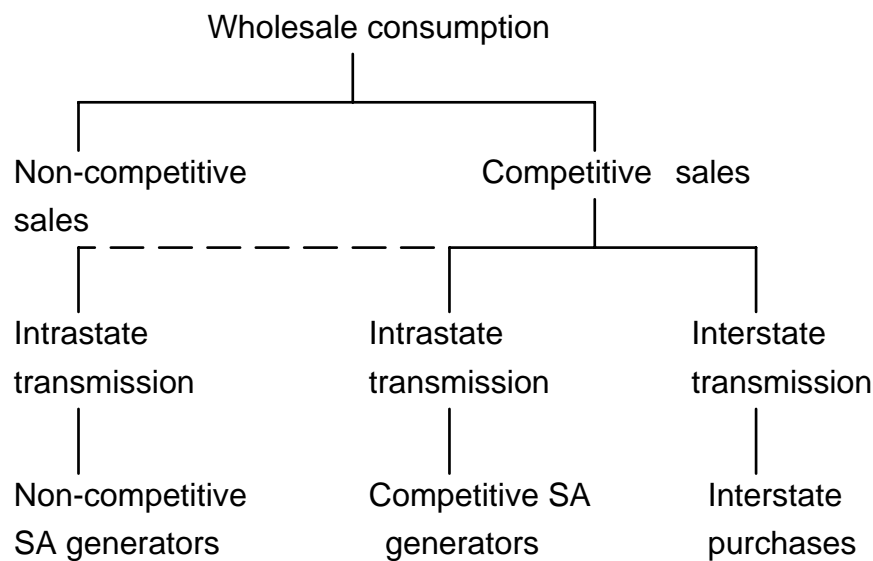 Wholesale consumption
Non-competitive
sales
Competitive sales
Intrastate
transmission
Intrastate
transmission
Interstate
transmission
Non-competitive
SA generators
Competitive SA
generators
Interstate
purchases